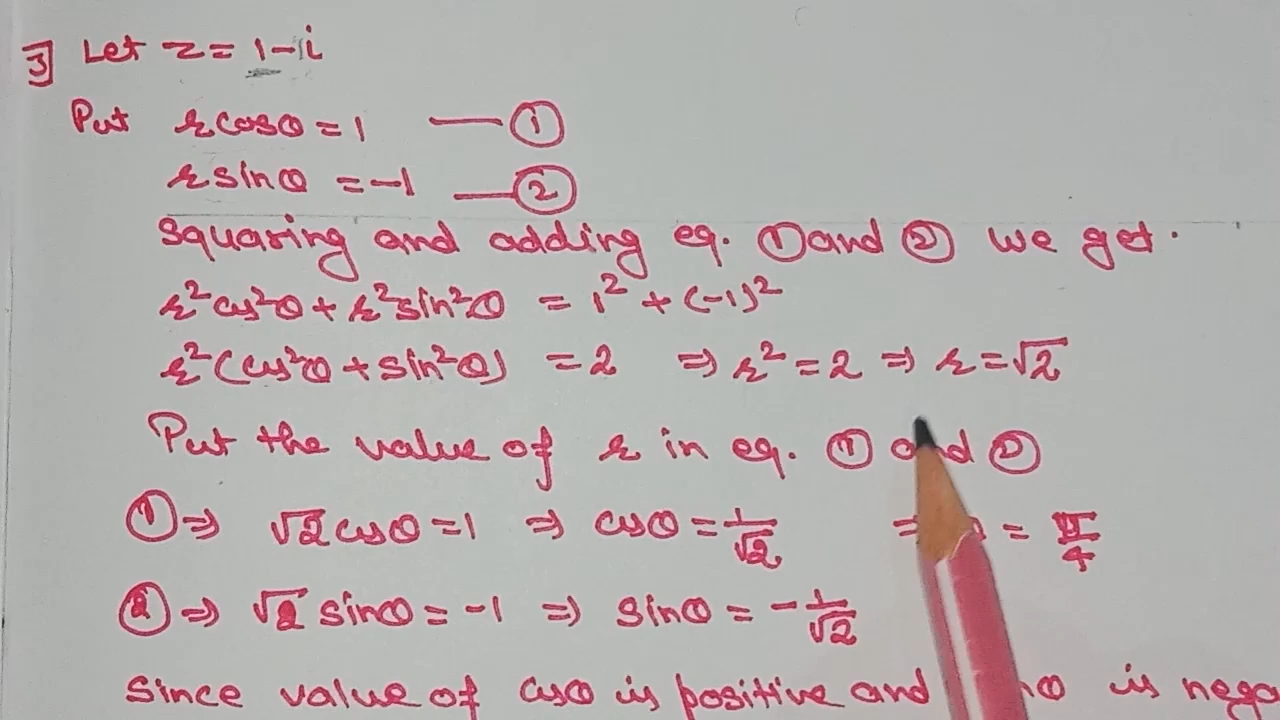 3] Let z = 1-i
Put rcosθ = 1 — ①
rsinθ = -1 — ②
Squaring and adding eq. ① and ② we get.
r²cos²θ + r²sin²θ = 1² + (-1)²
r²(cos²θ + sin²θ) = 2 ⇒ r² = 2 ⇒ r = √2
Put the value of r in eq. ① and ②
① ⇒ √2 cosθ = 1 ⇒ cosθ = 1/√2 ⇒ = π/4
② ⇒ √2 sinθ = -1 ⇒ sinθ = -1/√2
Since value of cosθ is positive and is